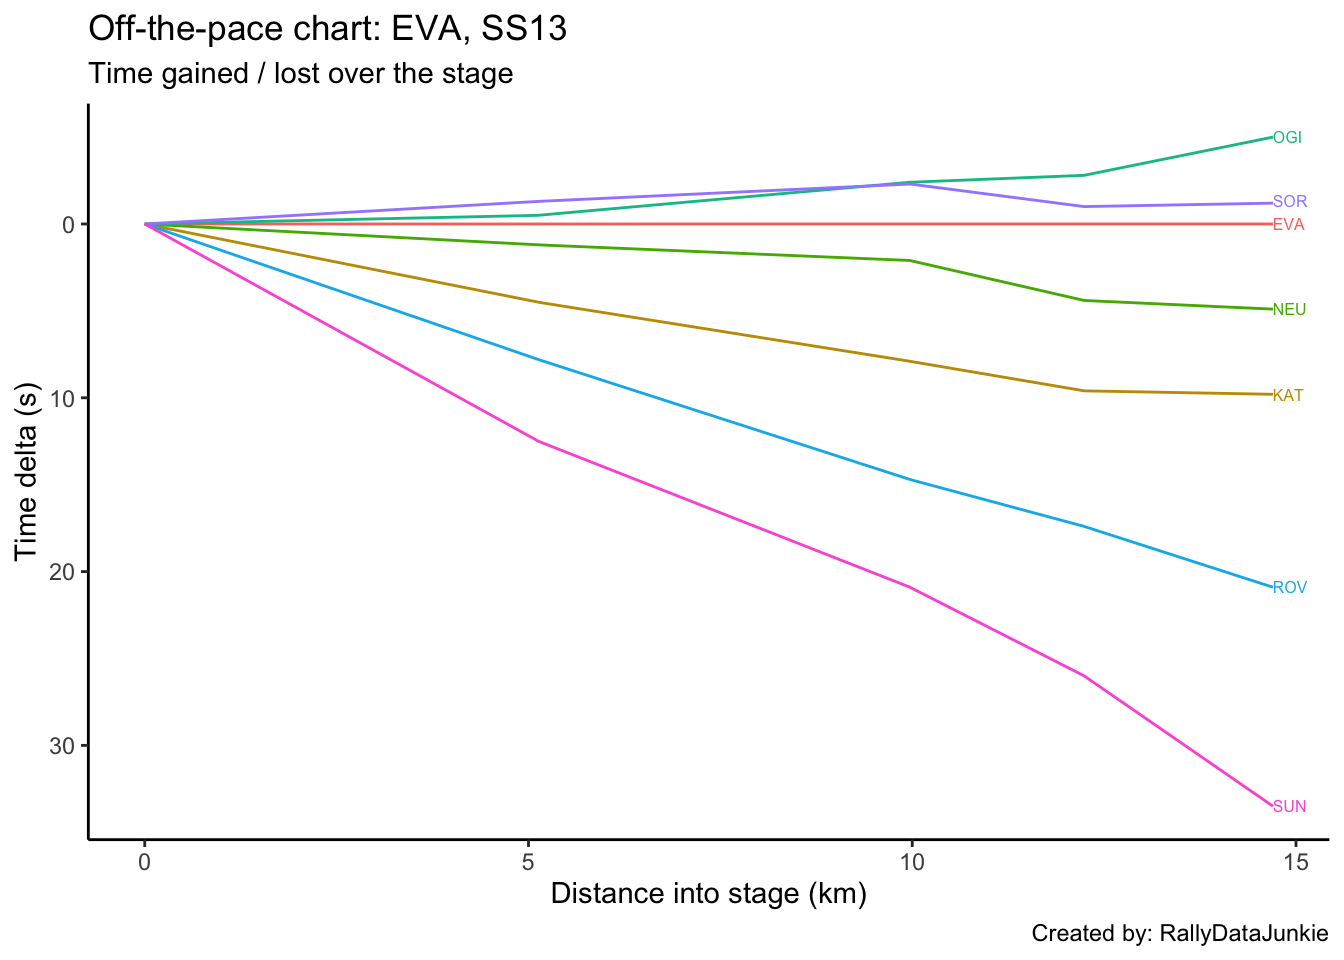 Off-the-pace chart: EVA, SS13
Time gained / lost over the stage
OGI
SOR
EVA
NEU
KAT
ROV
SUN
0
10
20
30
Time delta (s)
0 5 10 15
Distance into stage (km)
Created by: RallyDataJunkie